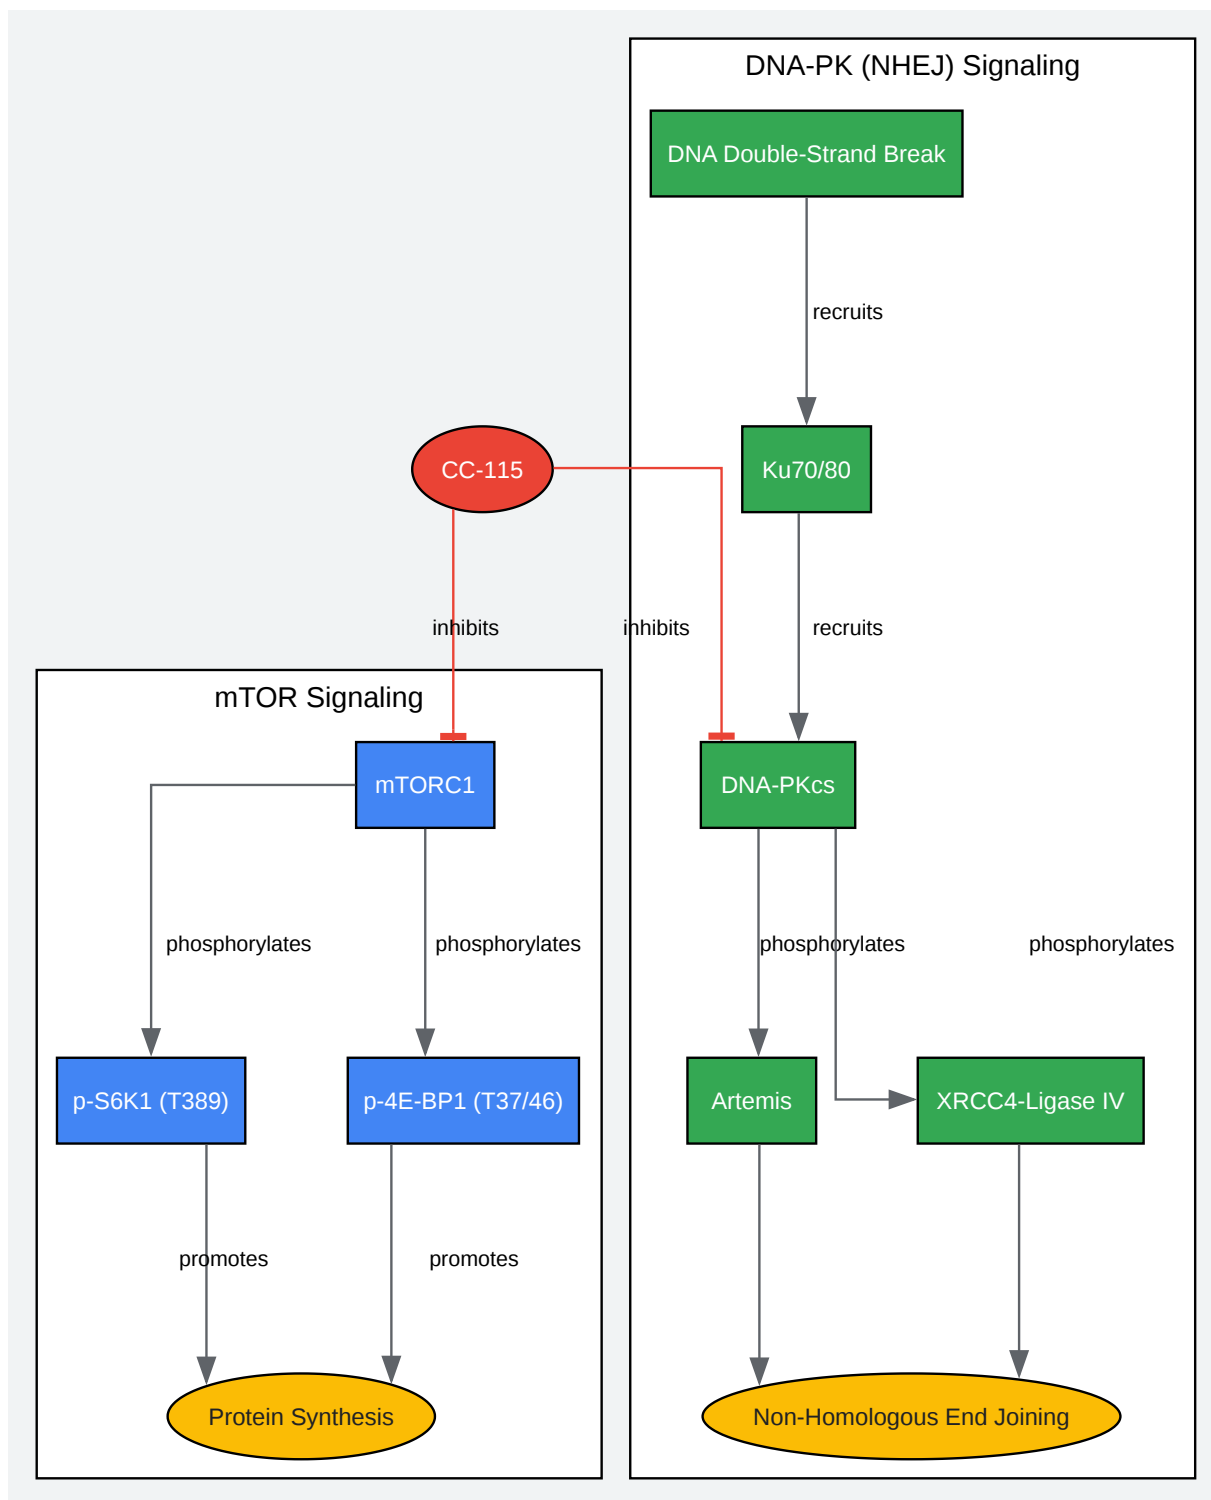 DNA-PK (NHEJ) Signaling
DNA Double-Strand Break
recruits
CC-115
Ku70/80
inhibits
inhibits
recruits
mTOR Signaling
mTORC1
DNA-PKcs
phosphorylates
phosphorylates
phosphorylates
phosphorylates
p-S6K1 (T389)
p-4E-BP1 (T37/46)
Artemis
XRCC4-Ligase IV
promotes
promotes
Protein Synthesis
Non-Homologous End Joining